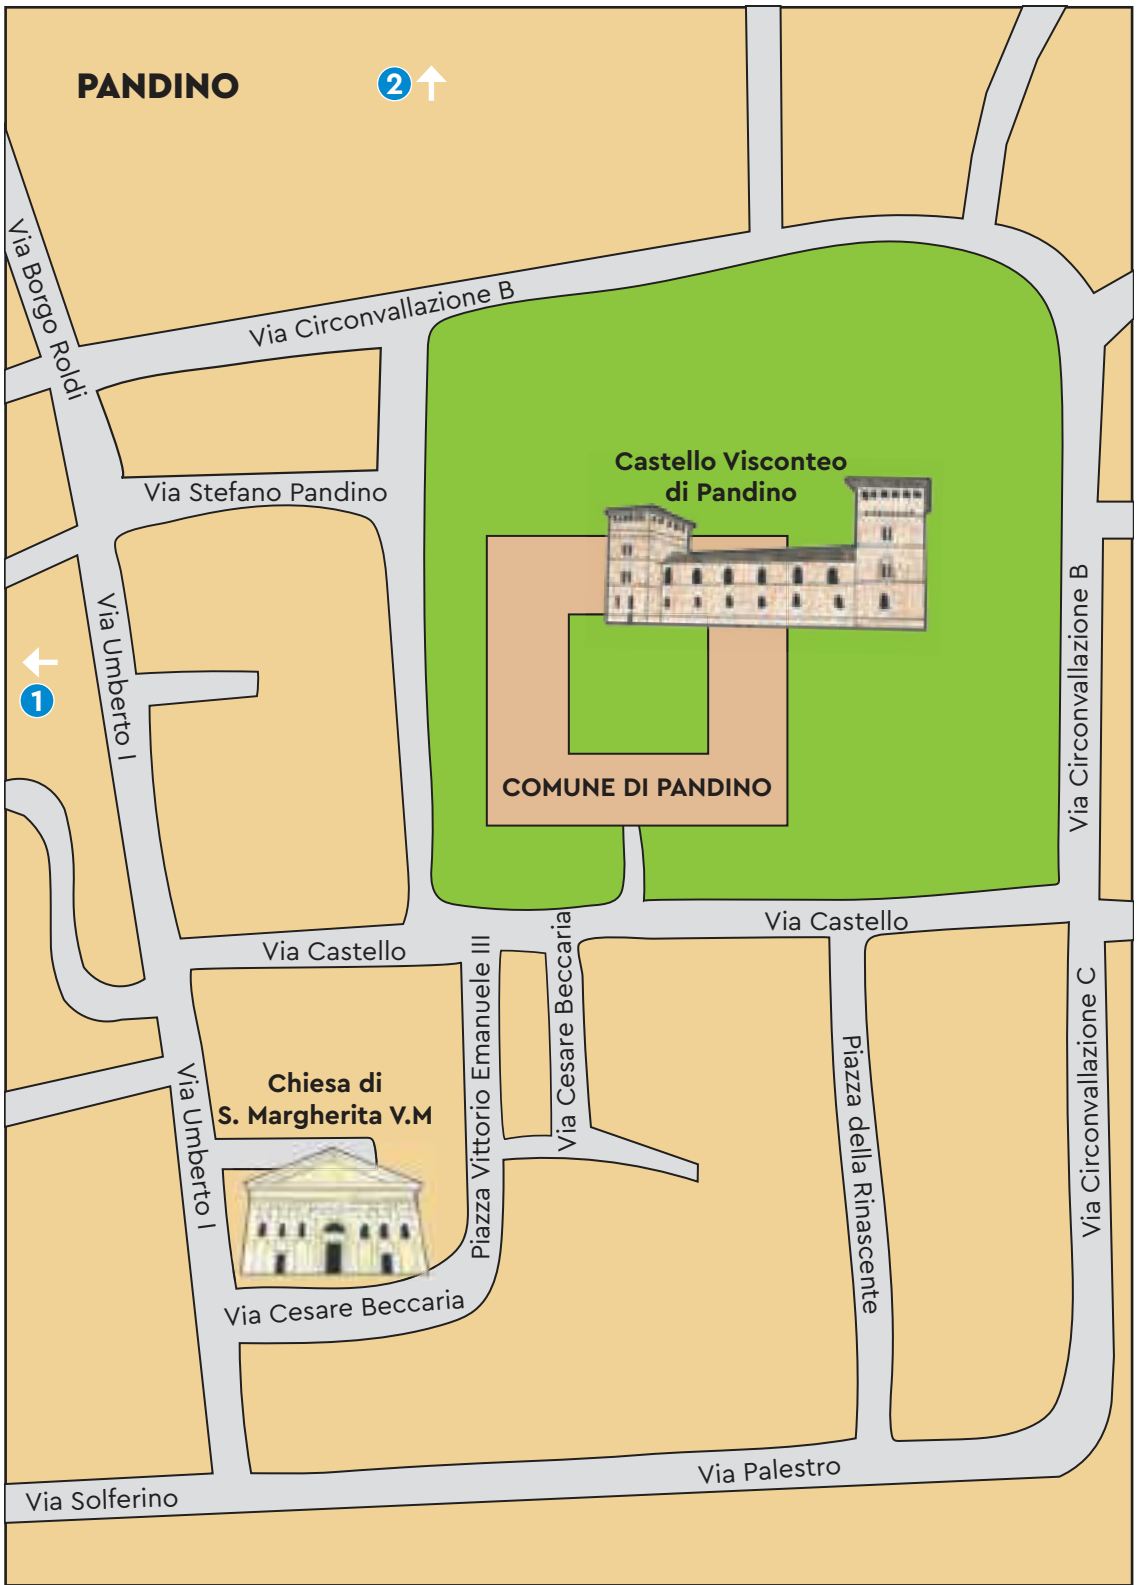 PANDINO
2
Via Borgo Roldi
Via Circonvallazione B
Via Stefano Pandino
Castello Visconteo
di Pandino
Via Umberto I
1
Via Circonvallazione B
COMUNE DI PANDINO
Via Castello
Via Castello
Piazza Vittorio Emanuele III
Via Cesare Beccaria
Via Circonvallazione C
Piazza della Rinascente
Via Umberto I
Chiesa di
S. Margherita V.M
Via Cesare Beccaria
Via Palestro
Via Solferino